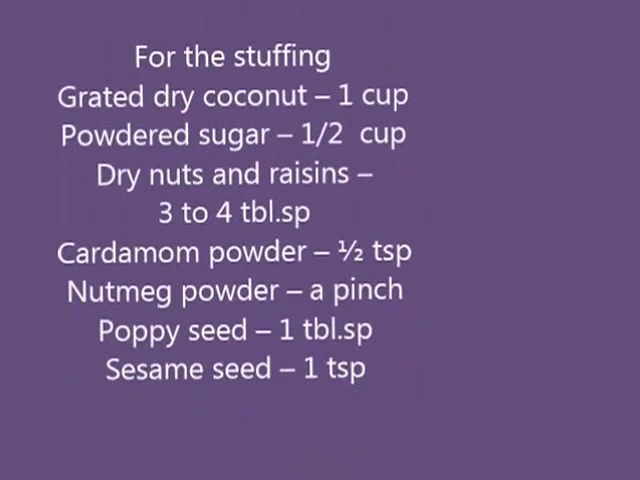 For the stuffing
Grated dry coconut – 1 cup
Powdered sugar – 1/2  cup
Dry nuts and raisins –
3 to 4 tbl.sp
Cardamom powder – ½ tsp
Nutmeg powder – a pinch
Poppy seed – 1 tbl.sp
Sesame seed – 1 tsp